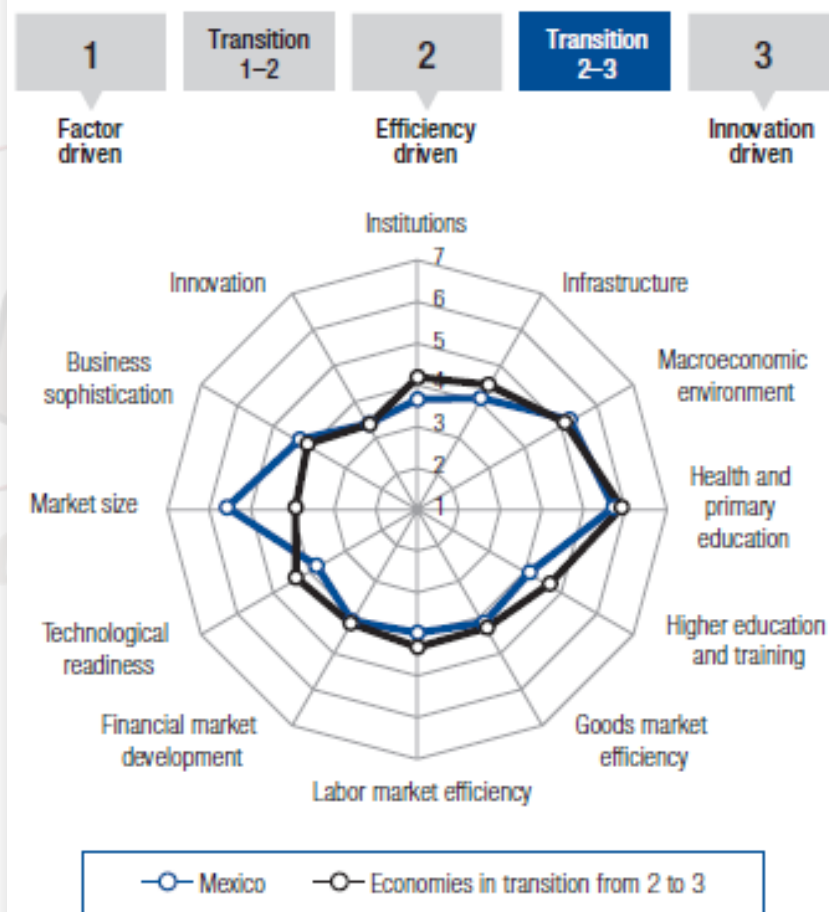 1
Transition
1–2
2
Transition
2–3
3
Factor
driven
Efficiency
driven
Innovation
driven
Institutions
7
6
5
4
3
2
1
Infrastructure
Macroeconomic
environment
Health and
primary
education
Higher education
and training
Goods market
efficiency
Labor market efficiency
Financial market
development
Technological
readiness
Market size
Business
sophistication
Innovation
Mexico
Economies in transition from 2 to 3